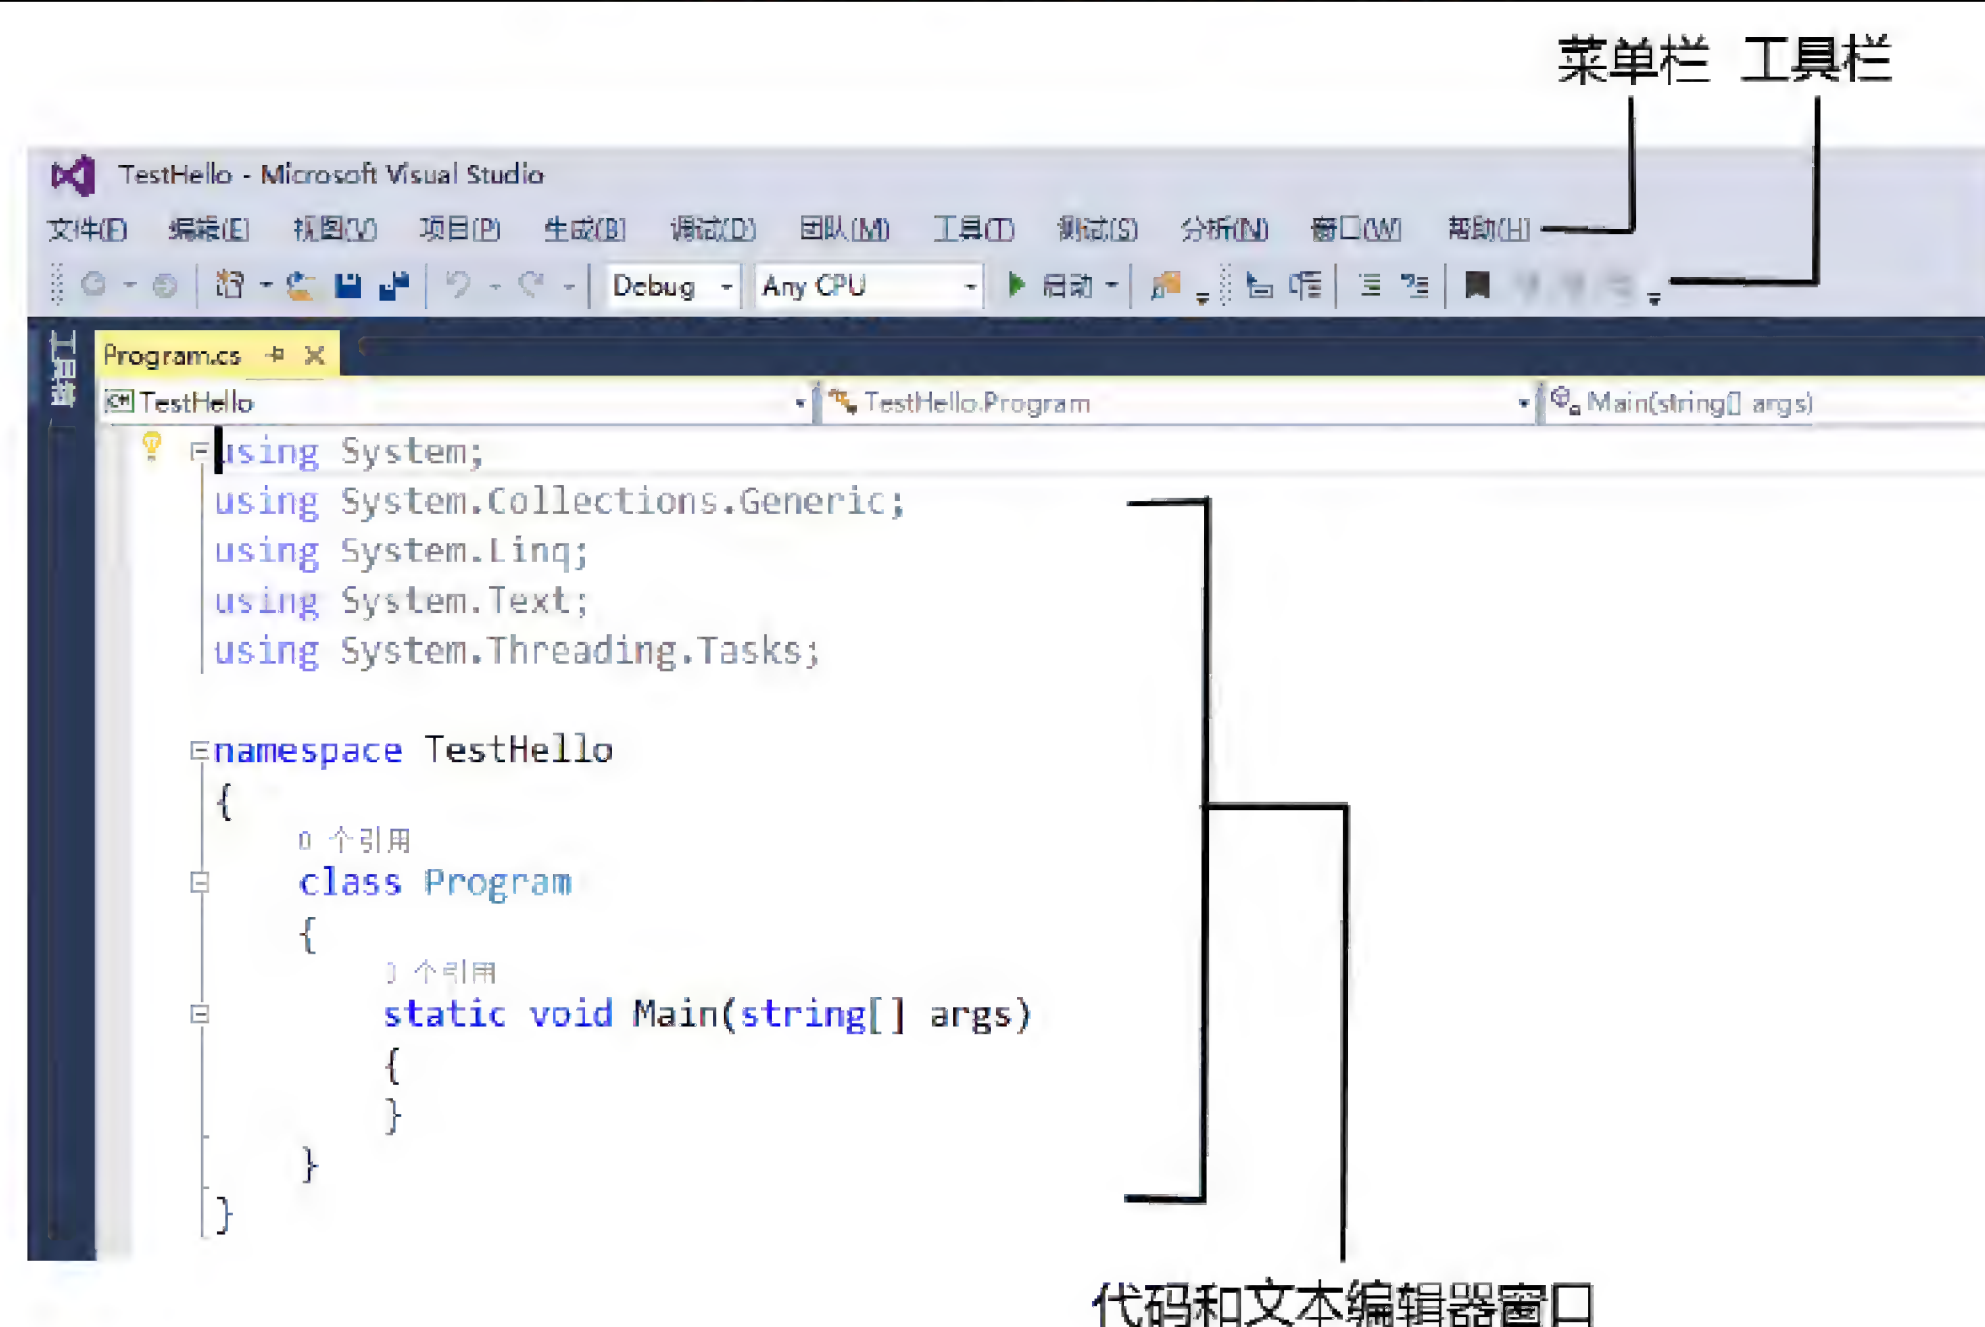 菜单栏 工具栏
TestHello - Microsoft Visual Studio
文件(F) 编辑(E) 视图(V) 项目(P) 生成(B) 调试(D) 团队(M) 工具(T) 测试(S) 分析(N) 窗口(W) 帮助(H)
Debug Any CPU 启动
工具箱
Program.cs
TestHello TestHello.Program Main(string[] args)
using System;
using System.Collections.Generic;
using System.Linq;
using System.Text;
using System.Threading.Tasks;
namespace TestHello
{
0 个引用
class Program
{
0 个引用
static void Main(string[] args)
{
}
}
}
代码和文本编辑器窗口